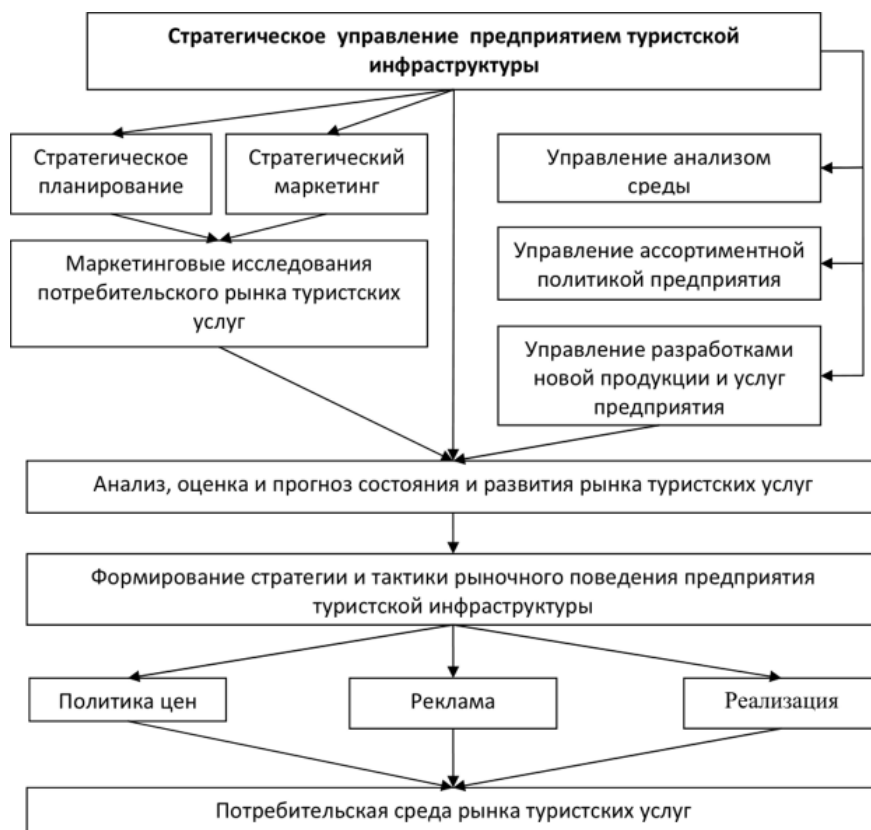 Стратегическое управление предприятием туристской
инфраструктуры
Стратегическое
планирование
Стратегический
маркетинг
Управление анализом
среды
Маркетинговые исследования
потребительского рынка туристских
услуг
Управление ассортиментной
политикой предприятия
Управление разработками
новой продукции и услуг
предприятия
Анализ, оценка и прогноз состояния и развития рынка туристских услуг
Формирование стратегии и тактики рыночного поведения предприятия
туристской инфраструктуры
Политика цен
Реклама
Реализация
Потребительская среда рынка туристских услуг